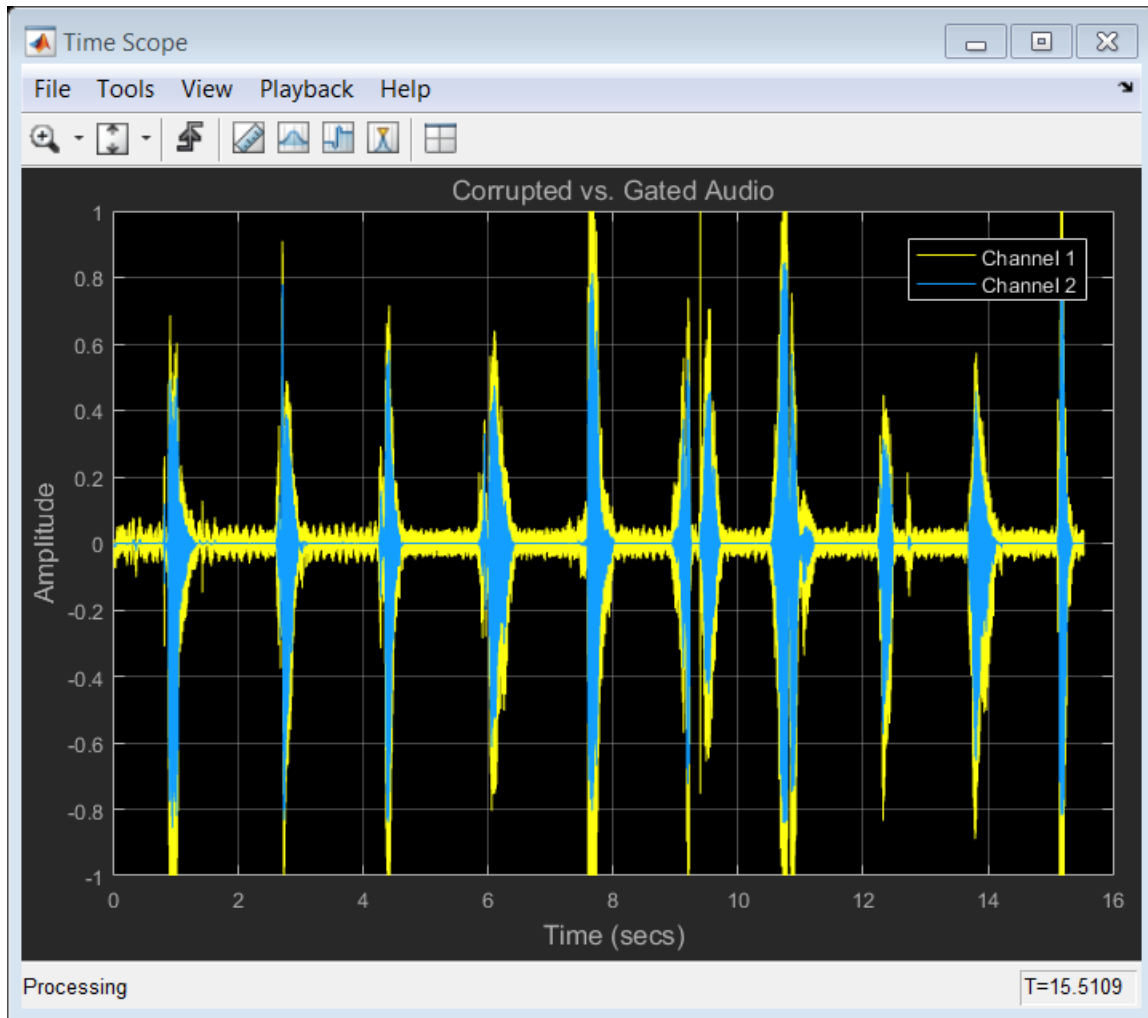 Time Scope
File Tools View Playback Help
Corrupted vs. Gated Audio
Channel 1
Channel 2
1
0.8
0.6
0.4
0.2
0
-0.2
-0.4
-0.6
-0.8
-1
Amplitude
0 2 4 6 8 10 12 14 16
Time (secs)
Processing T=15.5109